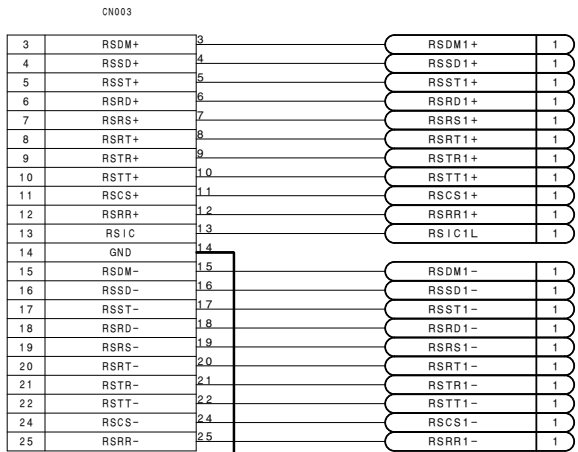 CN003
3 RSDM+ 3 RSDM1+ 1
4 RSSD+ 4 RSSD1+ 1
5 RSST+ 5 RSST1+ 1
6 RSRD+ 6 RSRD1+ 1
7 RSRS+ 7 RSRS1+ 1
8 RSRT+ 8 RSRT1+ 1
9 RSTR+ 9 RSTR1+ 1
10 RSTT+ 10 RSTT1+ 1
11 RSCS+ 11 RSCS1+ 1
12 RSRR+ 12 RSRR1+ 1
13 RSIC 13 RSIC1L 1
14 GND 14
15 RSDM- 15 RSDM1- 1
16 RSSD- 16 RSSD1- 1
17 RSST- 17 RSST1- 1
18 RSRD- 18 RSRD1- 1
19 RSRS- 19 RSRS1- 1
20 RSRT- 20 RSRT1- 1
21 RSTR- 21 RSTR1- 1
22 RSTT- 22 RSTT1- 1
24 RSCS- 24 RSCS1- 1
25 RSRR- 25 RSRR1- 1